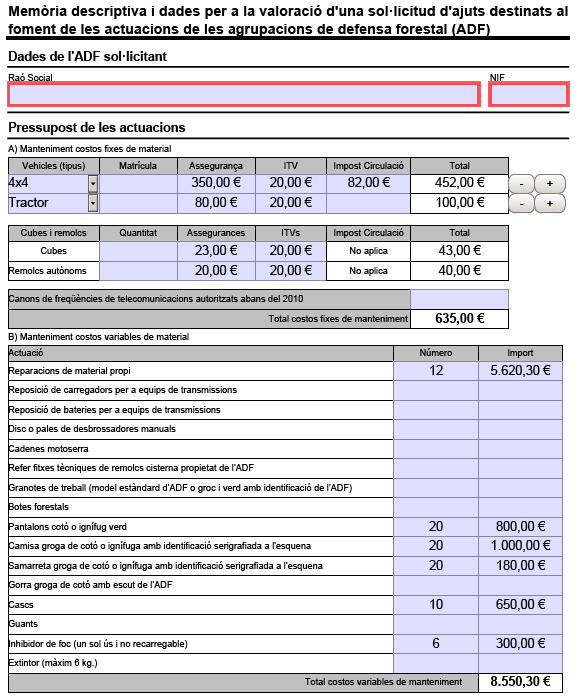 Memòria descriptiva i dades per a la valoració d'una sol·licitud d'ajuts destinats al
foment de les actuacions de les agrupacions de defensa forestal (ADF)
Dades de l'ADF sol·licitant
Raó Social NIF
Pressupost de les actuacions
A) Manteniment costos fixes de material
Vehicles (tipus) Matrícula Assegurança ITV Impost Circulació Total
4x4 350,00 € 20,00 € 82,00 € 452,00 € - +
Tractor 80,00 € 20,00 € 100,00 € - +
Cubes i remolcs Quantitat Assegurances ITVs Impost Circulació Total
Cubes 23,00 € 20,00 € No aplica 43,00 €
Remolcs autònoms 20,00 € 20,00 € No aplica 40,00 €
Canons de freqüències de telecomunicacions autoritzats abans del 2010
Total costos fixes de manteniment 635,00 €
B) Manteniment costos variables de material
Actuació Número Import
Reparacions de material propi 12 5.620,30 €
Reposició de carregadors per a equips de transmissions
Reposició de bateries per a equips de transmissions
Disc o pales de desbrossadores manuals
Cadenes motoserra
Refer fitxes tècniques de remolcs cisterna propietat de l'ADF
Granotes de treball (model estàndard d'ADF o groc i verd amb identificació de l'ADF)
Botes forestals
Pantalons cotó o ignífug verd 20 800,00 €
Camisa groga de cotó o ignífuga amb identificació serigrafiada a l'esquena 20 1.000,00 €
Samarreta groga de cotó o ignífuga amb identificació serigrafiada a l'esquena 20 180,00 €
Gorra groga de cotó amb escut de l'ADF
Cascs 10 650,00 €
Guants
Inhibidor de foc (un sol ús i no recarregable) 6 300,00 €
Extintor (màxim 6 kg.)
Total costos variables de manteniment 8.550,30 €